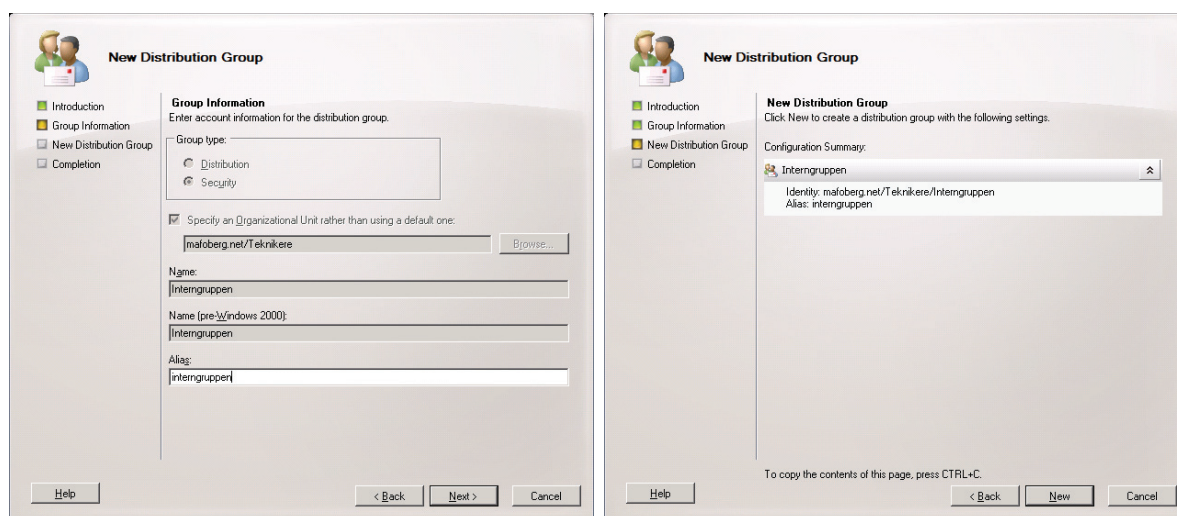 New Distribution Group
Introduction
Group Information
New Distribution Group
Completion
Group Information
Enter account information for the distribution group.
Group type:
Distribution
Security
Specify an Organizational Unit rather than using a default one:
mafoberg.net/Teknikere
Browse...
Name:
Interngruppen
Name (pre-Windows 2000):
Interngruppen
Alias:
interngruppen
Help
< Back
Next >
Cancel
New Distribution Group
Introduction
Group Information
New Distribution Group
Completion
New Distribution Group
Click New to create a distribution group with the following settings.
Configuration Summary:
Interngruppen
Identity: mafoberg.net/Teknikere/Interngruppen
Alias: interngruppen
To copy the contents of this page, press CTRL+C.
Help
< Back
New
Cancel